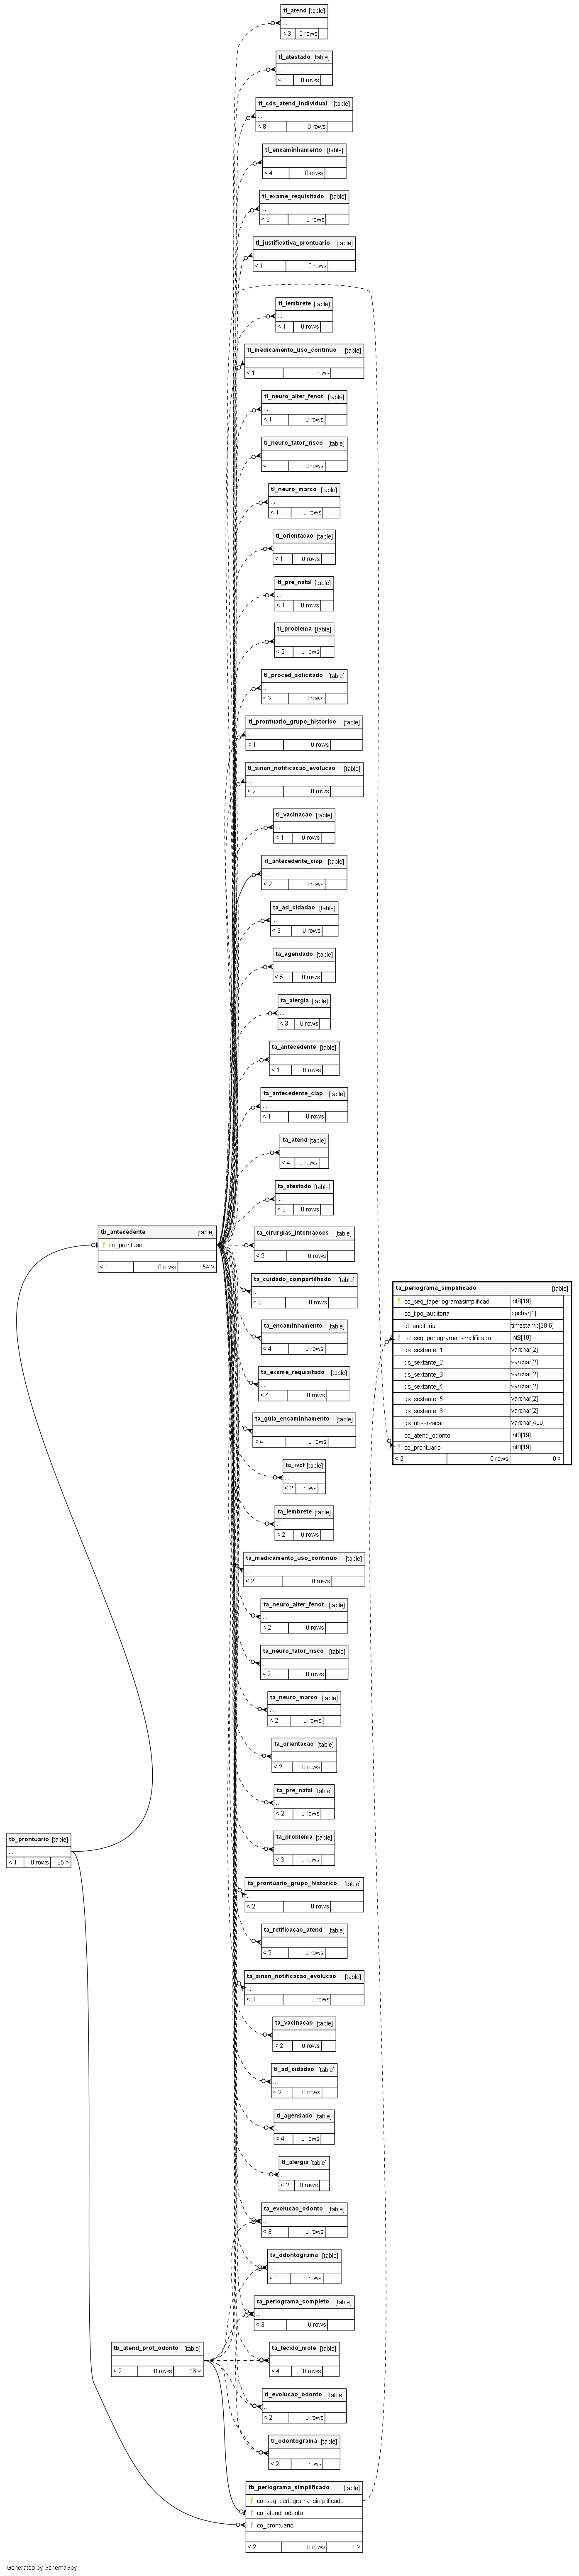 tl_atend [table]
...
< 3 0 rows
tl_atestado [table]
...
< 1 0 rows
tl_cds_atend_individual [table]
...
< 8 0 rows
tl_encaminhamento [table]
...
< 4 0 rows
tl_exame_requisitado [table]
...
< 3 0 rows
tl_justificativa_prontuario [table]
...
< 1 0 rows
tl_lembrete [table]
...
< 1 0 rows
tl_medicamento_uso_continuo [table]
...
< 1 0 rows
tl_neuro_alter_fenot [table]
...
< 1 0 rows
tl_neuro_fator_risco [table]
...
< 1 0 rows
tl_neuro_marco [table]
...
< 1 0 rows
tl_orientacao [table]
...
< 1 0 rows
tl_pre_natal [table]
...
< 1 0 rows
tl_problema [table]
...
< 2 0 rows
tl_proced_solicitado [table]
...
< 2 0 rows
tl_prontuario_grupo_historico [table]
...
< 1 0 rows
tl_sinan_notificacao_evolucao [table]
...
< 2 0 rows
tl_vacinacao [table]
...
< 1 0 rows
rl_antecedente_ciap [table]
...
< 2 0 rows
ta_ad_cidadao [table]
...
< 3 0 rows
ta_agendado [table]
...
< 5 0 rows
ta_alergia [table]
...
< 3 0 rows
ta_antecedente [table]
...
< 1 0 rows
ta_antecedente_ciap [table]
...
< 1 0 rows
ta_atend [table]
...
< 4 0 rows
ta_atestado [table]
...
< 3 0 rows
tb_antecedente [table]
co_prontuario
...
< 1 0 rows 54 >
ta_cirurgias_internacoes [table]
...
< 2 0 rows
ta_cuidado_compartilhado [table]
...
< 3 0 rows
ta_periograma_simplificado [table]
co_seq_taperiogramasimplificad int8[19]
co_tipo_auditoria bpchar[1]
dt_auditoria timestamp[29,6]
co_seq_periograma_simplificado int8[19]
ds_sextante_1 varchar[2]
ds_sextante_2 varchar[2]
ds_sextante_3 varchar[2]
ds_sextante_4 varchar[2]
ds_sextante_5 varchar[2]
ds_sextante_6 varchar[2]
ds_observacao varchar[400]
co_atend_odonto int8[19]
co_prontuario int8[19]
< 2 0 rows 0 >
ta_encaminhamento [table]
...
< 4 0 rows
ta_exame_requisitado [table]
...
< 4 0 rows
ta_guia_encaminhamento [table]
...
< 4 0 rows
ta_ivcf [table]
...
< 2 0 rows
ta_lembrete [table]
...
< 2 0 rows
ta_medicamento_uso_continuo [table]
...
< 2 0 rows
ta_neuro_alter_fenot [table]
...
< 2 0 rows
ta_neuro_fator_risco [table]
...
< 2 0 rows
ta_neuro_marco [table]
...
< 2 0 rows
ta_orientacao [table]
...
< 2 0 rows
ta_pre_natal [table]
...
< 2 0 rows
ta_problema [table]
...
< 3 0 rows
tb_prontuario [table]
...
< 1 0 rows 35 >
ta_prontuario_grupo_historico [table]
...
< 2 0 rows
ta_retificacao_atend [table]
...
< 2 0 rows
ta_sinan_notificacao_evolucao [table]
...
< 3 0 rows
ta_vacinacao [table]
...
< 2 0 rows
tl_ad_cidadao [table]
...
< 2 0 rows
tl_agendado [table]
...
< 4 0 rows
tl_alergia [table]
...
< 2 0 rows
ta_evolucao_odonto [table]
...
< 3 0 rows
ta_odontograma [table]
...
< 3 0 rows
ta_periograma_completo [table]
...
< 3 0 rows
tb_atend_prof_odonto [table]
...
< 2 0 rows 16 >
ta_tecido_mole [table]
...
< 4 0 rows
tl_evolucao_odonto [table]
...
< 2 0 rows
tl_odontograma [table]
...
< 2 0 rows
tb_periograma_simplificado [table]
co_seq_periograma_simplificado
co_atend_odonto
co_prontuario
...
< 2 0 rows 1 >
Generated by SchemaSpy